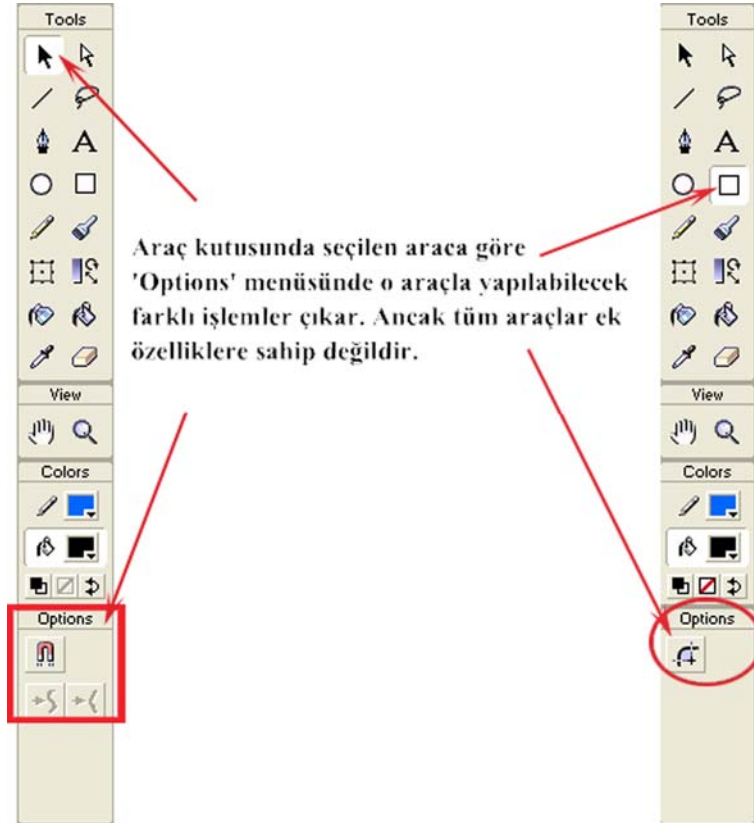 Tools
View
Colors
Options
Araç kutusunda seçilen araca göre
'Options' menüsünde o araçla yapılabilecek
farklı işlemler çıkar. Ancak tüm araçlar ek
özelliklere sahip değildir.
Tools
View
Colors
Options